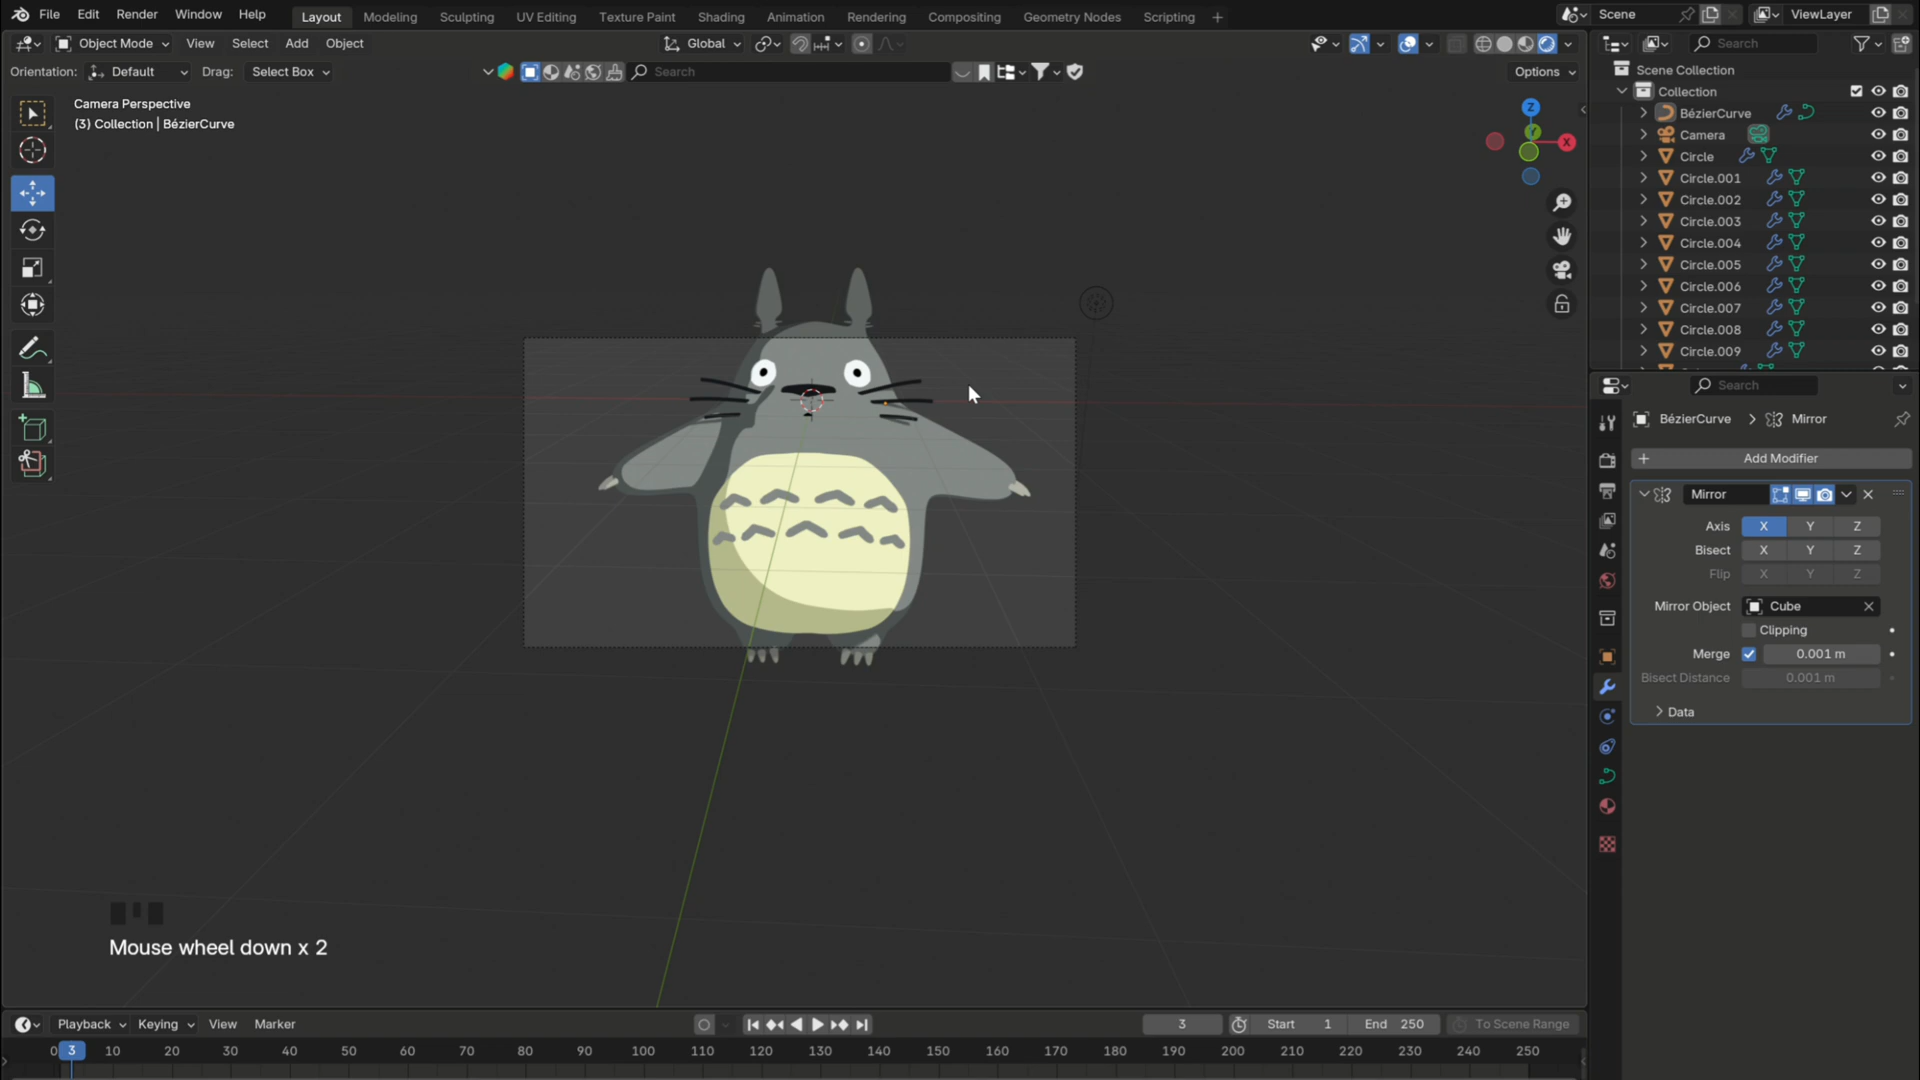 File Edit Render Window Help Layout Modeling Sculpting UV Editing Texture Paint Shading Animation Rendering Compositing Geometry Nodes Scripting + Scene ViewLayer
Object Mode View Select Add Object Global Search
Orientation: Default Drag: Select Box Search Options
Camera Perspective
(3) Collection | BézierCurve
Z
Y
X
Scene Collection
Collection
BézierCurve
Camera
Circle
Circle.001
Circle.002
Circle.003
Circle.004
Circle.005
Circle.006
Circle.007
Circle.008
Circle.009
Search
BézierCurve > Mirror
+ Add Modifier
Mirror
Axis X Y Z
Bisect X Y Z
Flip X Y Z
Mirror Object Cube
Clipping
Merge 0.001 m
Bisect Distance 0.001 m
Data
Mouse wheel down x 2
Playback Keying View Marker 3 Start 1 End 250 To Scene Range
0 3 10 20 30 40 50 60 70 80 90 100 110 120 130 140 150 160 170 180 190 200 210 220 230 240 250